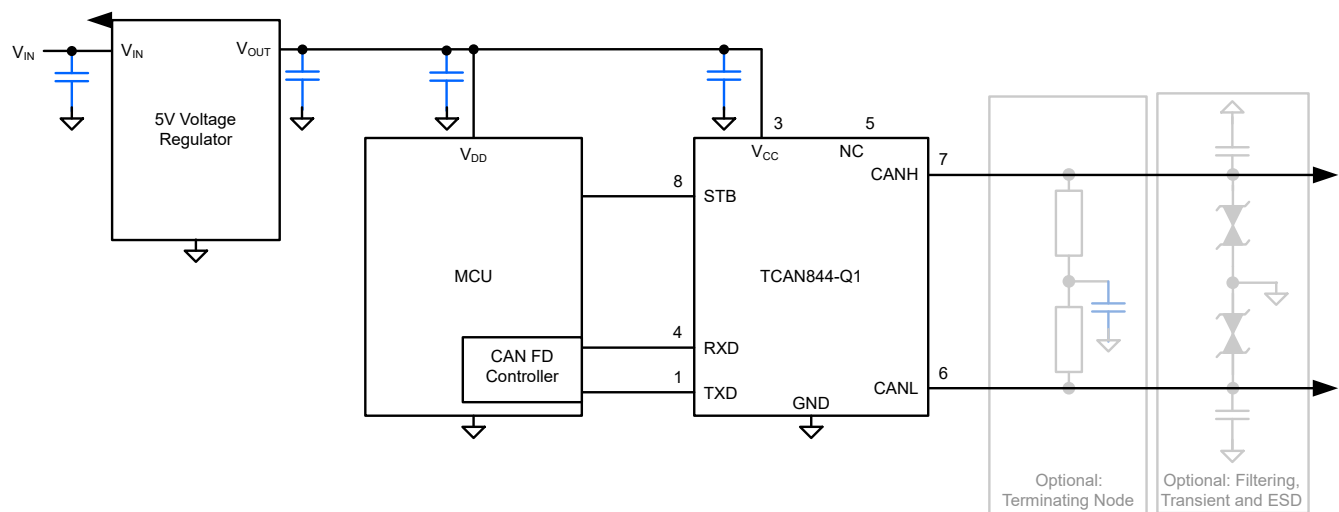 VIN
VIN
VOUT
5V Voltage
Regulator
VDD
MCU
CAN FD
Controller
8
4
1
3
5
VCC
NC
STB
CANH
7
TCAN844-Q1
RXD
TXD
GND
CANL
6
Optional:
Terminating Node
Optional: Filtering,
Transient and ESD